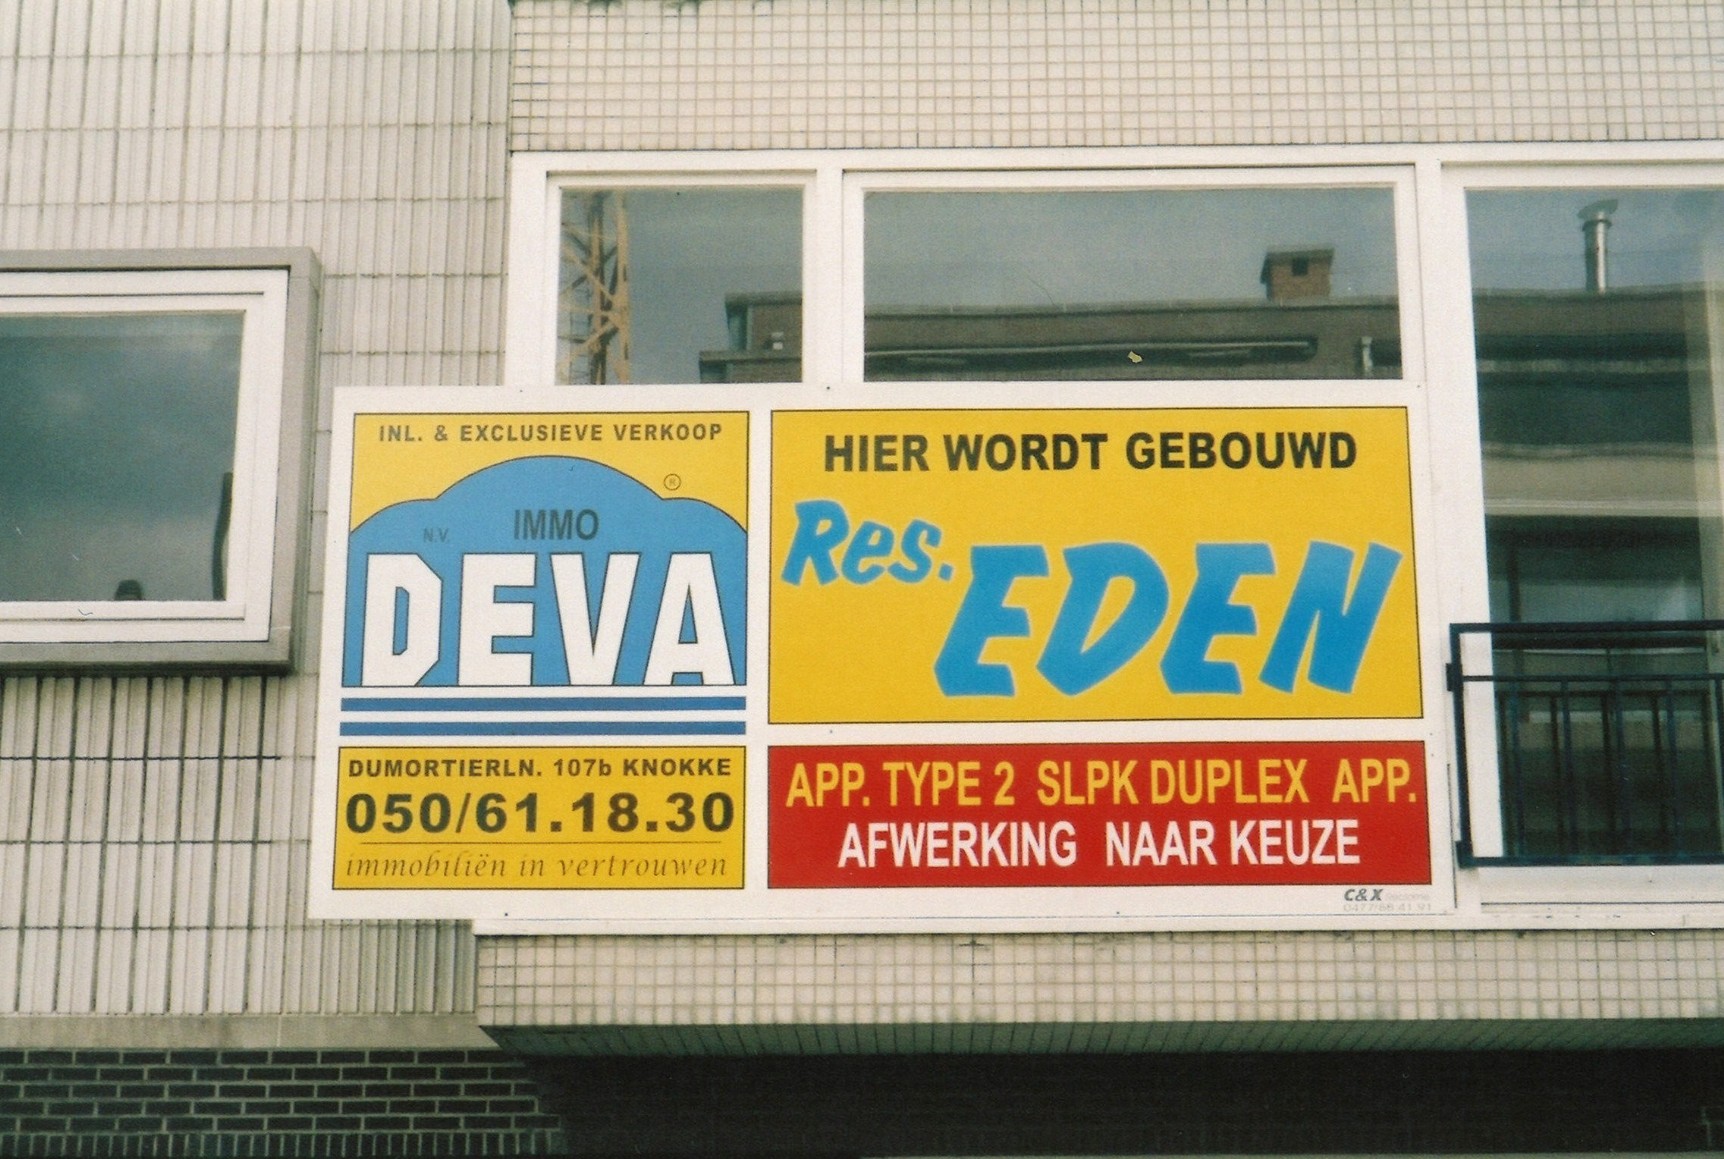 INL. & EXCLUSIEVE VERKOOP
®
N.V. IMMO
DEVA
DUMORTIERLN. 107b KNOKKE
050/61.18.30
immobiliën in vertrouwen
HIER WORDT GEBOUWD
Res. EDEN
APP. TYPE 2 SLPK DUPLEX APP.
AFWERKING NAAR KEUZE
C&X